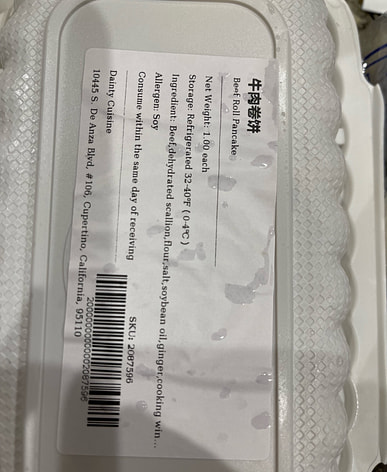 牛肉卷饼
Beef Roll Pancake
Net Weight: 1.00 each
Storage: Refrigerated 32-40°F ( 0-4℃ )
Ingredient: Beef,dehydrated scallion,flour,salt,soybean oil,ginger,cooking win...
Allergen: Soy
Consume within the same day of receiving
SKU: 2087596
Dainty Cuisine
10445 S. De Anza Blvd, #106, Cupertino, California, 95110